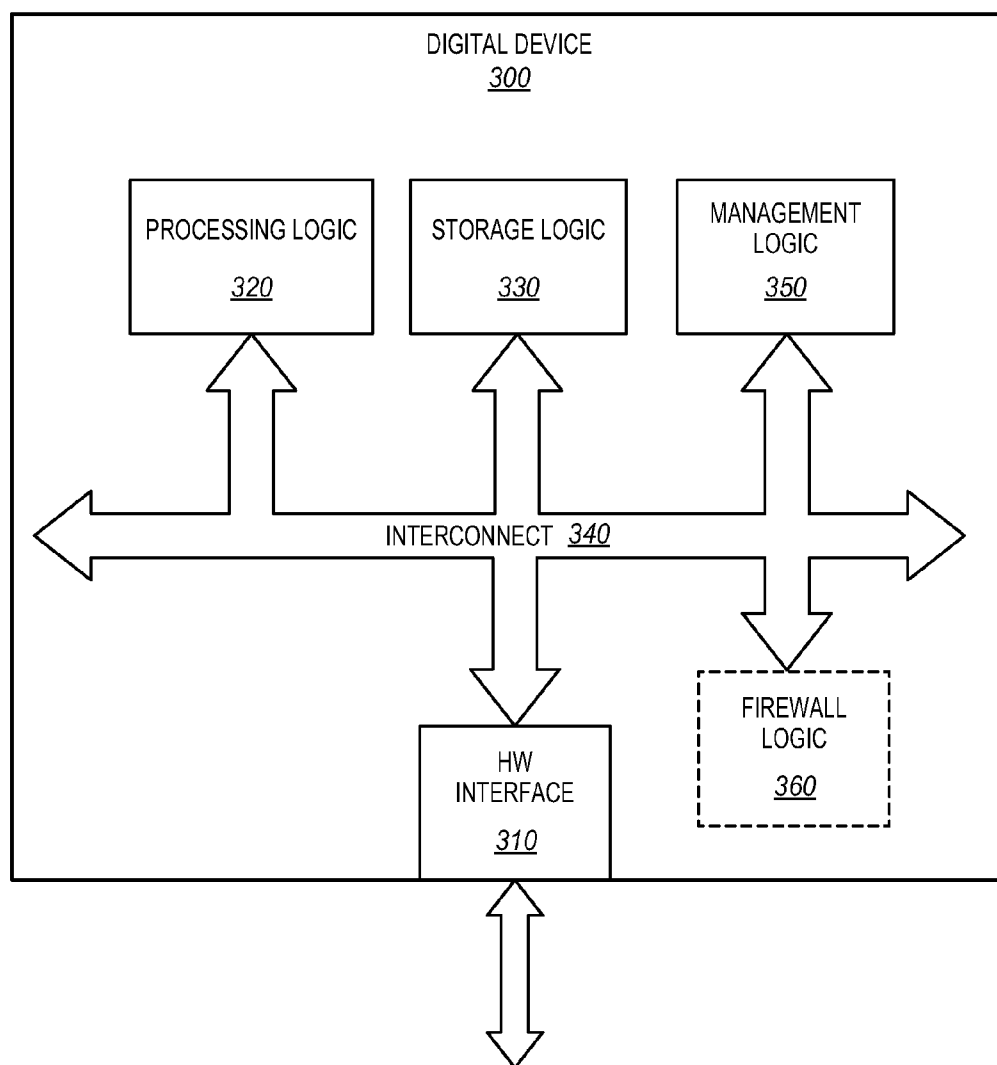 DIGITAL DEVICE
300
PROCESSING LOGIC
320
STORAGE LOGIC
330
MANAGEMENT
LOGIC
350
INTERCONNECT 340
FIREWALL
LOGIC
360
HW
INTERFACE
310